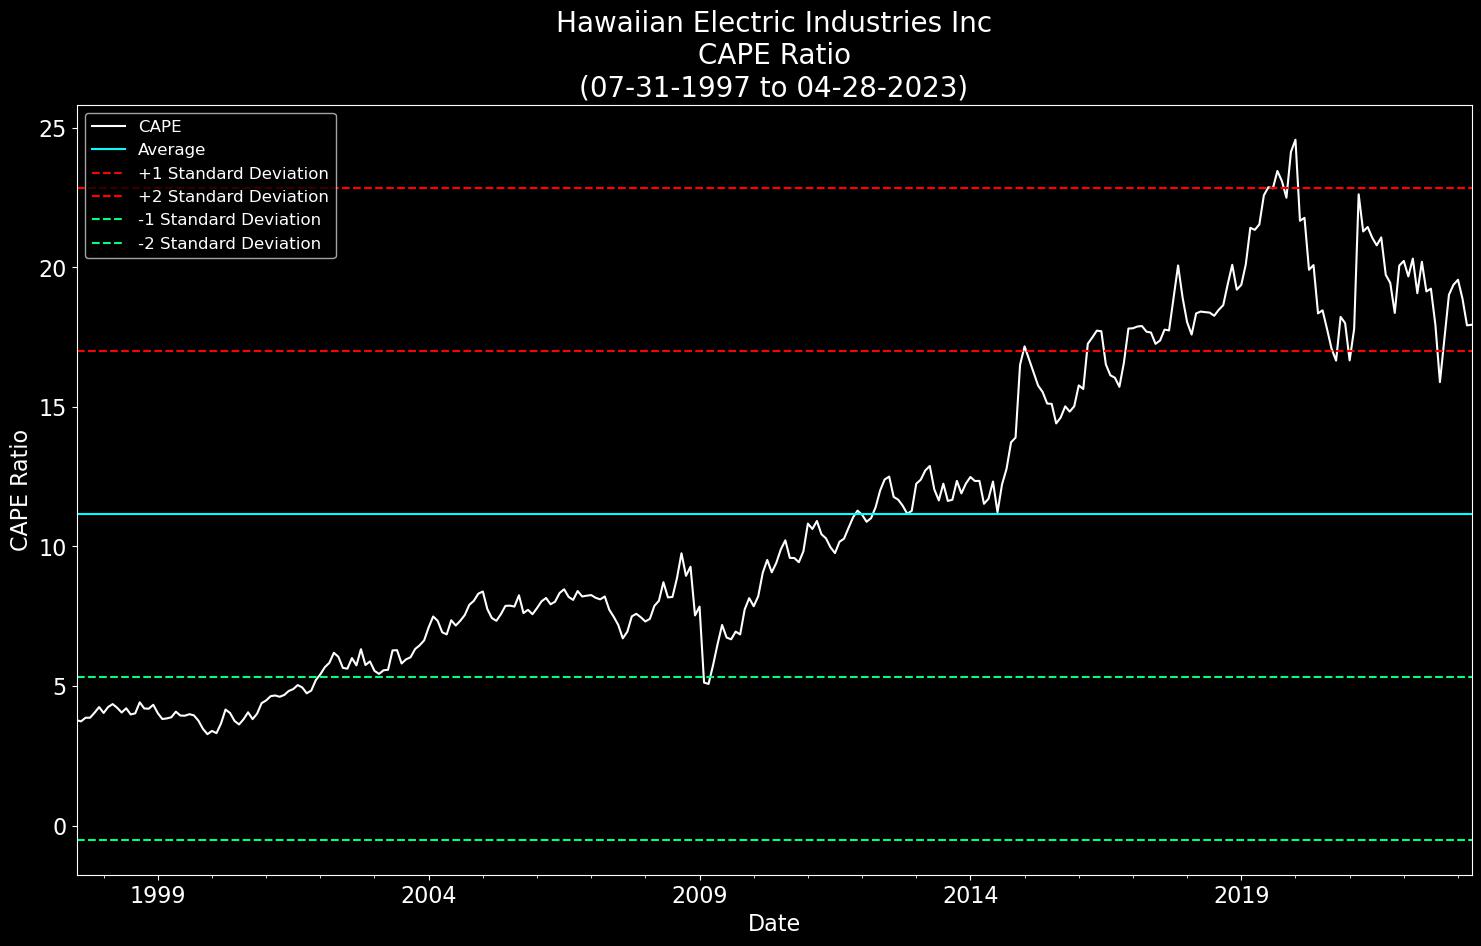 Hawaiian Electric Industries Inc
CAPE Ratio
(07-31-1997 to 04-28-2023)
CAPE
Average
+1 Standard Deviation
+2 Standard Deviation
-1 Standard Deviation
-2 Standard Deviation
25
20
15
10
5
0
CAPE Ratio
1999
2004
2009
2014
2019
Date